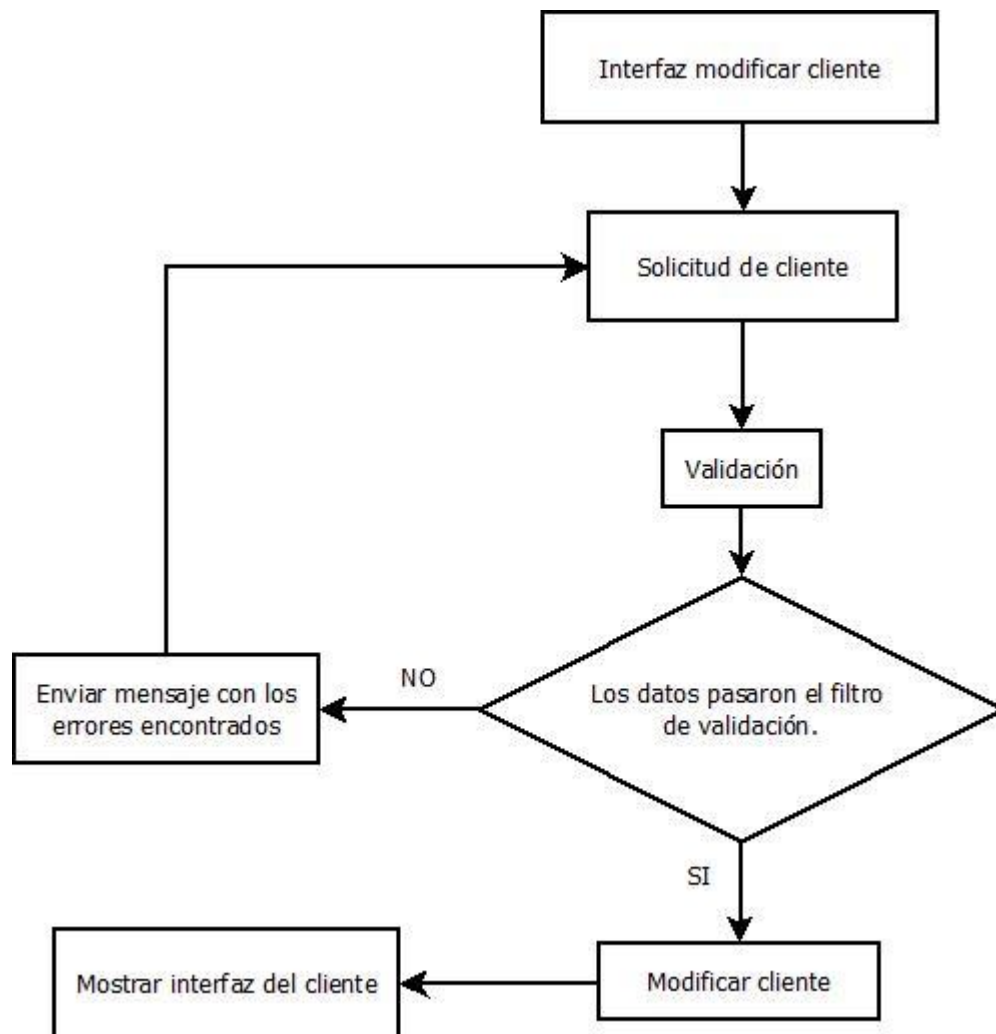 Interfaz modificar cliente
Solicitud de cliente
Validación
Los datos pasaron el filtro
de validación.
NO
Enviar mensaje con los
errores encontrados
SI
Modificar cliente
Mostrar interfaz del cliente